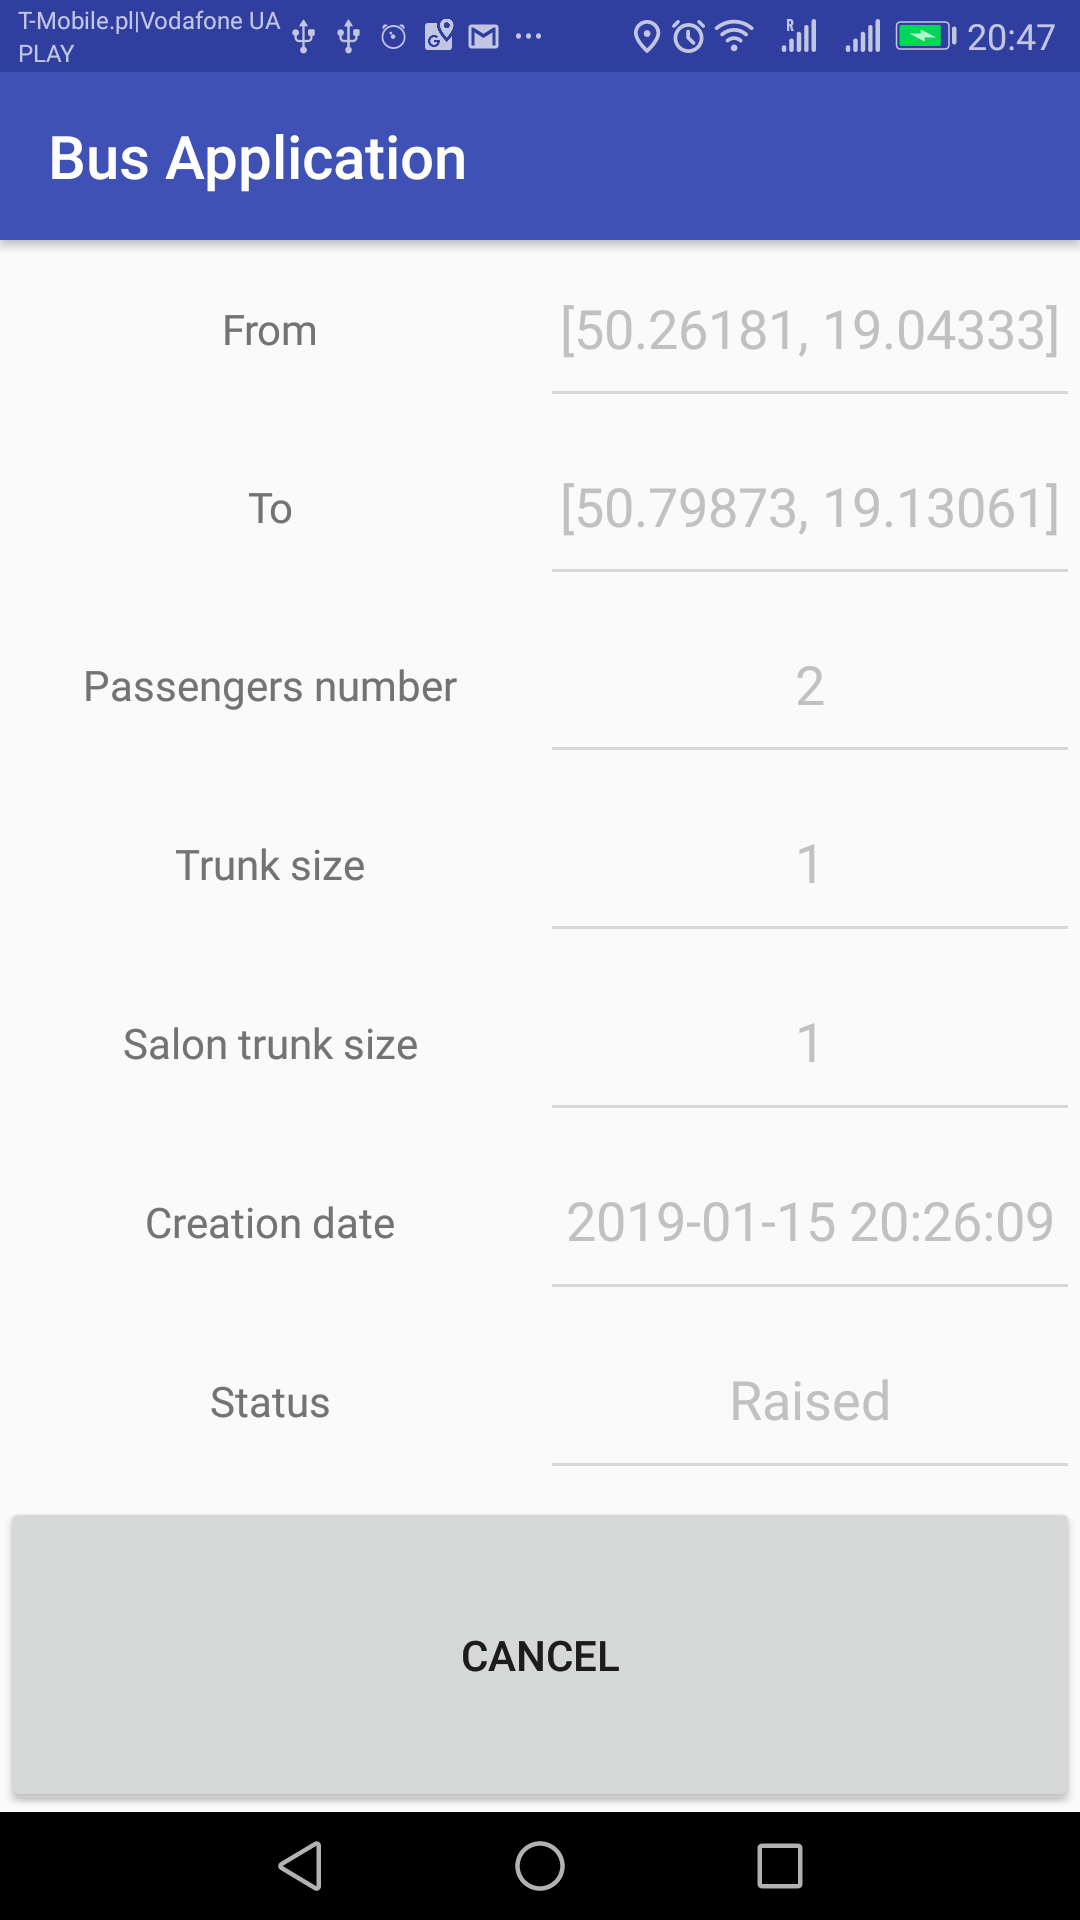 T-Mobile.pl|Vodafone UA
PLAY
R
20:47
Bus Application
From
[50.26181, 19.04333]
To
[50.79873, 19.13061]
Passengers number
2
Trunk size
1
Salon trunk size
1
Creation date
2019-01-15 20:26:09
Status
Raised
CANCEL